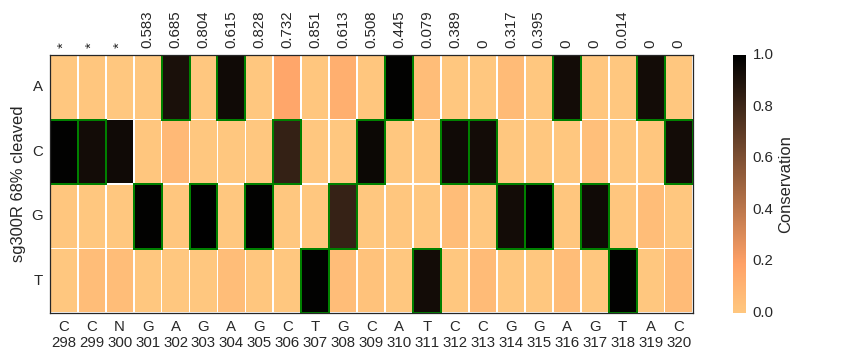 * * * 0.583 0.685 0.804 0.615 0.828 0.732 0.851 0.613 0.508 0.445 0.079 0.389 0 0.317 0.395 0 0 0.014 0 0
A
C
G
T
sg300R 68% cleaved
C C N G A G A G C T G C A T C C G G A G T A C
298 299 300 301 302 303 304 305 306 307 308 309 310 311 312 313 314 315 316 317 318 319 320
1.0
0.8
0.6
0.4
0.2
0.0
Conservation